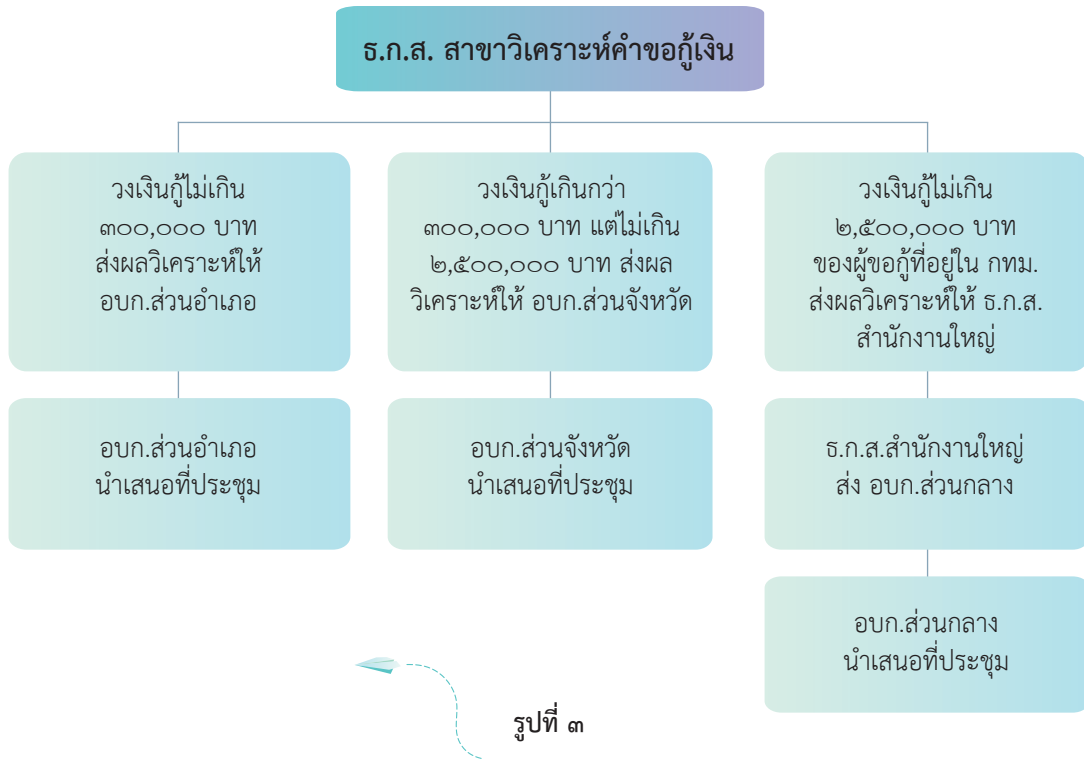 ธ.ก.ส. สาขาวิเคราะห์คำขอกู้เงิน
วงเงินกู้ไม่เกิน
๓๐๐,๐๐๐ บาท
ส่งผลวิเคราะห์ให้
อบก.ส่วนอำเภอ
อบก.ส่วนอำเภอ
นำเสนอที่ประชุม
วงเงินกู้เกินกว่า
๓๐๐,๐๐๐ บาท แต่ไม่เกิน
๒,๕๐๐,๐๐๐ บาท ส่งผล
วิเคราะห์ให้ อบก.ส่วนจังหวัด
อบก.ส่วนจังหวัด
นำเสนอที่ประชุม
วงเงินกู้ไม่เกิน
๒,๕๐๐,๐๐๐ บาท
ของผู้ขอกู้ที่อยู่ใน กทม.
ส่งผลวิเคราะห์ให้ ธ.ก.ส.
สำนักงานใหญ่
ธ.ก.ส.สำนักงานใหญ่
ส่ง อบก.ส่วนกลาง
อบก.ส่วนกลาง
นำเสนอที่ประชุม
รูปที่ ๓